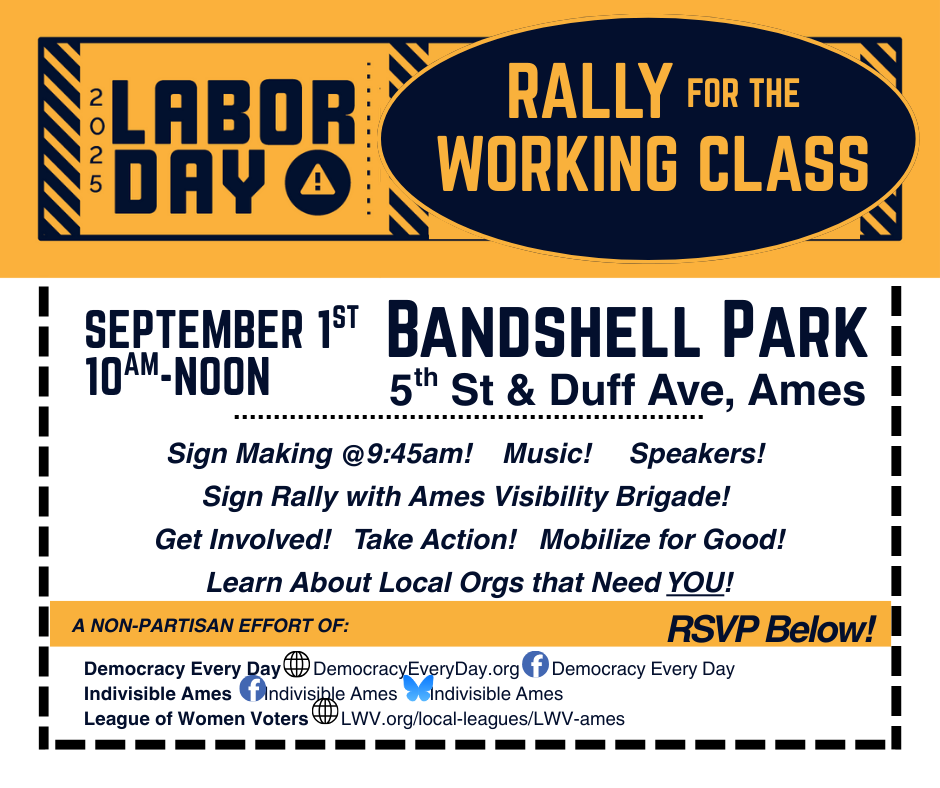 2025
LABOR
DAY
RALLY FOR THE
WORKING CLASS
SEPTEMBER 1ST
10AM-NOON
BANDSHELL PARK
5th St & Duff Ave, Ames
Sign Making @9:45am! Music! Speakers!
Sign Rally with Ames Visibility Brigade!
Get Involved! Take Action! Mobilize for Good!
Learn About Local Orgs that Need YOU!
A NON-PARTISAN EFFORT OF:
RSVP Below!
Democracy Every Day DemocracyEveryDay.org Democracy Every Day
Indivisible Ames Indivisible Ames Indivisible Ames
League of Women Voters LWV.org/local-leagues/LWV-ames